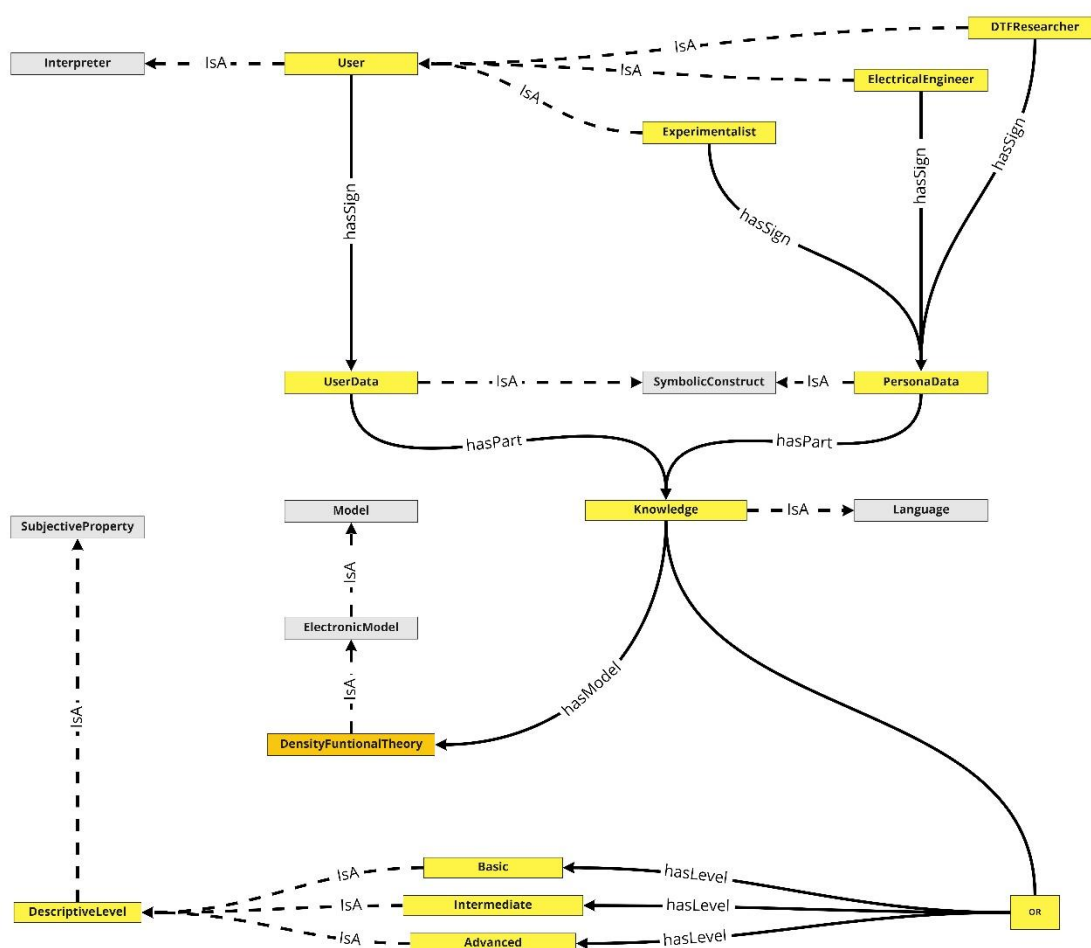 DTFResearcher
IsA
Interpreter
IsA
User
IsA
ElectricalEngineer
IsA
Experimentalist
hasSign
hasSign
hasSign
hasSign
UserData
IsA
SymbolicConstruct
IsA
PersonaData
hasPart
hasPart
SubjectiveProperty
Model
Knowledge
IsA
Language
IsA
ElectronicModel
IsA
hasModel
IsA
DensityFuntionalTheory
IsA
Basic
hasLevel
DescriptiveLevel
IsA
Intermediate
hasLevel
OR
IsA
Advanced
hasLevel